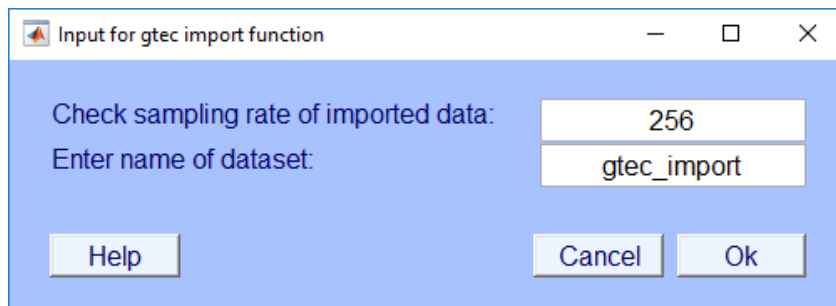 Input for gtec import function
Check sampling rate of imported data: 256
Enter name of dataset: gtec_import
Help Cancel Ok